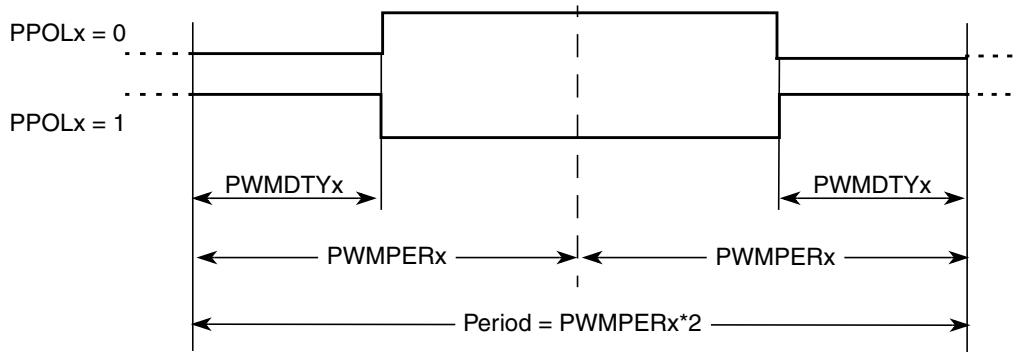 PPOLx = 0
PPOLx = 1
PWMDTYx PWMDTYx
PWMPERx PWMPERx
Period = PWMPERx*2